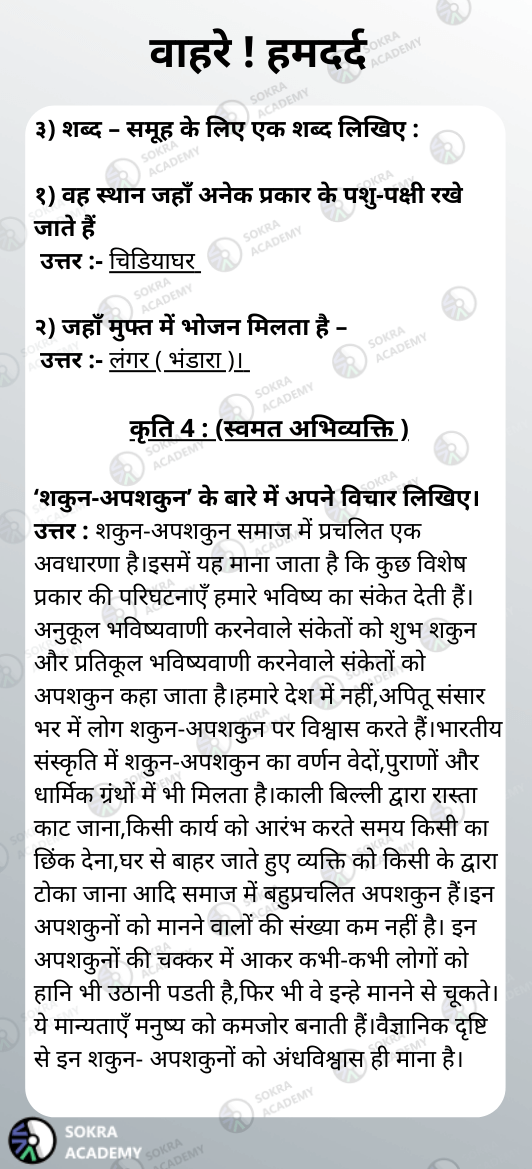 वाहरे ! हमदर्द
३) शब्द – समूह के लिए एक शब्द लिखिए :
१) वह स्थान जहाँ अनेक प्रकार के पशु-पक्षी रखे
जाते हैं
उत्तर :- चिडियाघर
२) जहाँ मुफ्त में भोजन मिलता है –
उत्तर :- लंगर ( भंडारा )।
कृति 4 : (स्वमत अभिव्यक्ति )
‘शकुन-अपशकुन’ के बारे में अपने विचार लिखिए।
उत्तर : शकुन-अपशकुन समाज में प्रचलित एक
अवधारणा है।इसमें यह माना जाता है कि कुछ विशेष
प्रकार की परिघटनाएँ हमारे भविष्य का संकेत देती हैं।
अनुकूल भविष्यवाणी करनेवाले संकेतों को शुभ शकुन
और प्रतिकूल भविष्यवाणी करनेवाले संकेतों को
अपशकुन कहा जाता है।हमारे देश में नहीं,अपितू संसार
भर में लोग शकुन-अपशकुन पर विश्वास करते हैं।भारतीय
संस्कृति में शकुन-अपशकुन का वर्णन वेदों,पुराणों और
धार्मिक ग्रंथों में भी मिलता है।काली बिल्ली द्वारा रास्ता
काट जाना,किसी कार्य को आरंभ करते समय किसी का
छिंक देना,घर से बाहर जाते हुए व्यक्ति को किसी के द्वारा
टोका जाना आदि समाज में बहुप्रचलित अपशकुन हैं।इन
अपशकुनों को मानने वालों की संख्या कम नहीं है। इन
अपशकुनों की चक्कर में आकर कभी-कभी लोगों को
हानि भी उठानी पडती है,फिर भी वे इन्हे मानने से चूकते।
ये मान्यताएँ मनुष्य को कमजोर बनाती हैं।वैज्ञानिक दृष्टि
से इन शकुन- अपशकुनों को अंधविश्वास ही माना है।
SOKRA
ACADEMY